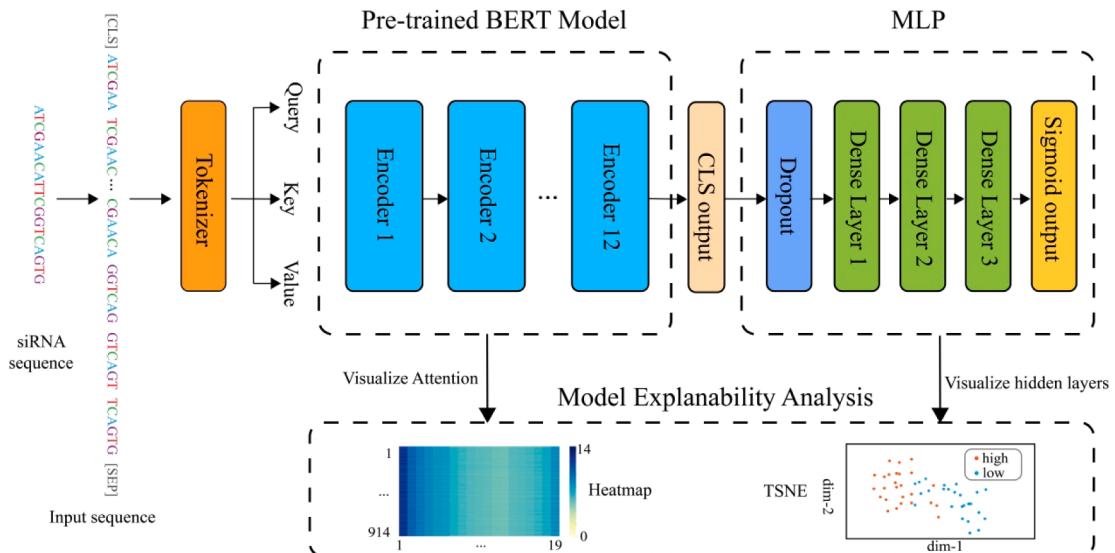 Pre-trained BERT Model
MLP
[CLS] ATCGAA TCGAAC ... CGAACA GGTCAG GTCAGT TCAGTG [SEP]
ATCGAACATTCGGTCAGTG
Tokenizer
Query
Key
Value
Encoder 1
Encoder 2
...
Encoder 12
CLS output
Dropout
Dense Layer 1
Dense Layer 2
Dense Layer 3
Sigmoid output
siRNA
sequence
Input sequence
Visualize Attention
Visualize hidden layers
Model Explanability Analysis
1
...
914
1
...
19
14
0
Heatmap
TSNE
high
low
dim-2
dim-1